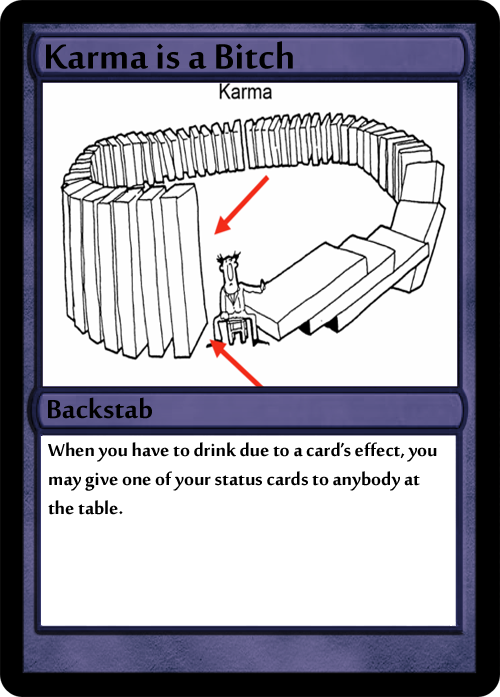 Karma is a Bitch
Karma
Backstab
When you have to drink due to a card's effect, you
may give one of your status cards to anybody at
the table.